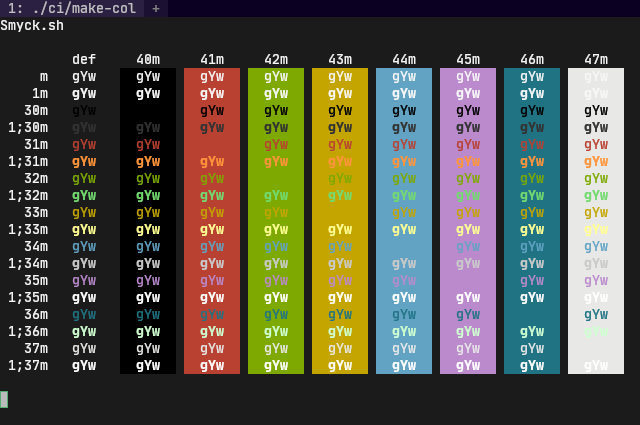 1: ./ci/make-col +
Smyck.sh
def 40m 41m 42m 43m 44m 45m 46m 47m
m gYw gYw gYw gYw gYw gYw gYw gYw gYw
1m gYw gYw gYw gYw gYw gYw gYw gYw gYw
30m gYw gYw gYw gYw gYw gYw gYw gYw
1;30m gYw gYw gYw gYw gYw gYw gYw gYw gYw
31m gYw gYw gYw gYw gYw gYw gYw gYw
1;31m gYw gYw gYw gYw gYw gYw gYw gYw gYw
32m gYw gYw gYw gYw gYw gYw gYw gYw
1;32m gYw gYw gYw gYw gYw gYw gYw gYw gYw
33m gYw gYw gYw gYw gYw gYw gYw gYw
1;33m gYw gYw gYw gYw gYw gYw gYw gYw gYw
34m gYw gYw gYw gYw gYw gYw gYw gYw
1;34m gYw gYw gYw gYw gYw gYw gYw gYw gYw
35m gYw gYw gYw gYw gYw gYw gYw gYw
1;35m gYw gYw gYw gYw gYw gYw gYw gYw gYw
36m gYw gYw gYw gYw gYw gYw gYw gYw
1;36m gYw gYw gYw gYw gYw gYw gYw gYw gYw
37m gYw gYw gYw gYw gYw gYw gYw gYw
1;37m gYw gYw gYw gYw gYw gYw gYw gYw gYw